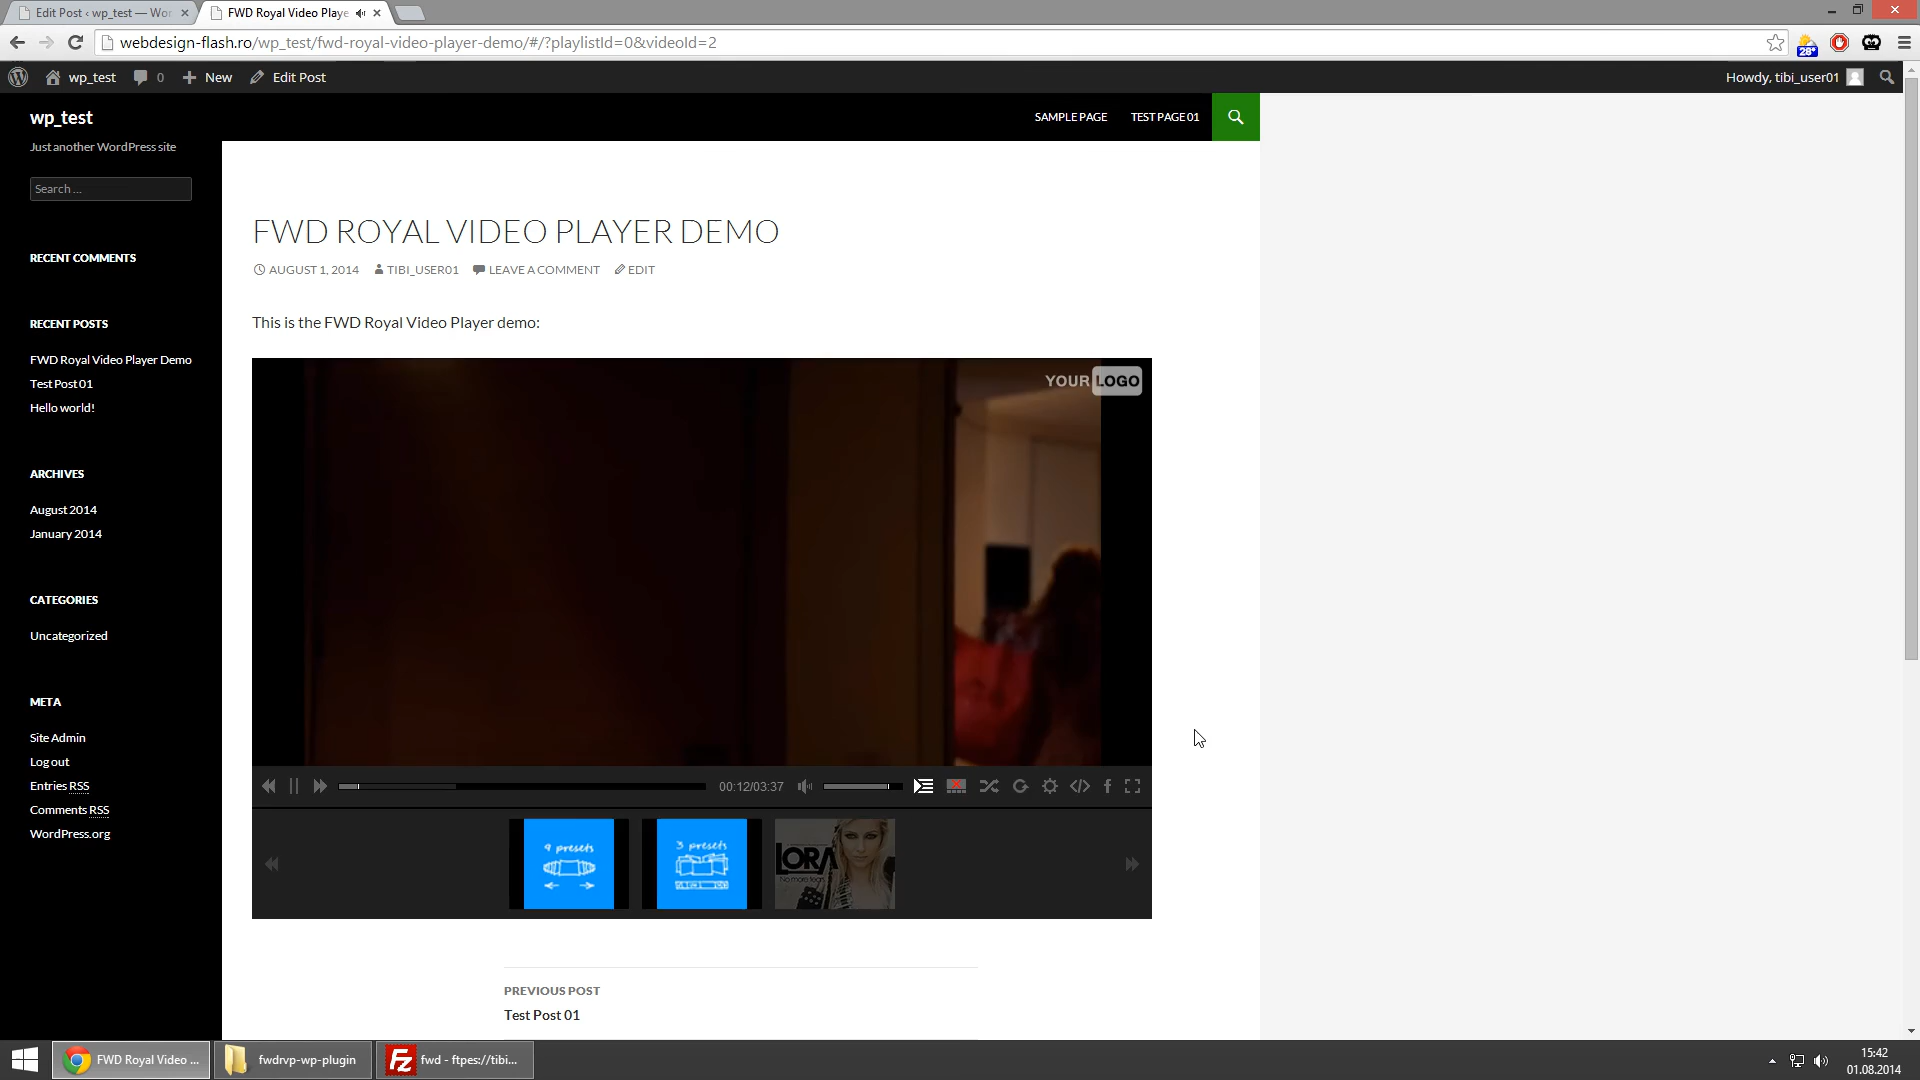 Edit Post ‹ wp_test — Wor
FWD Royal Video Playe
webdesign-flash.ro/wp_test/fwd-royal-video-player-demo/#/?playlistId=0&videoId=2
28°
wp_test
0
New
Edit Post
Howdy, tibi_user01
wp_test
SAMPLE PAGE
TEST PAGE 01
Just another WordPress site
Search ...
RECENT COMMENTS
RECENT POSTS
FWD Royal Video Player Demo
Test Post 01
Hello world!
ARCHIVES
August 2014
January 2014
CATEGORIES
Uncategorized
META
Site Admin
Log out
Entries RSS
Comments RSS
WordPress.org
FWD ROYAL VIDEO PLAYER DEMO
AUGUST 1, 2014
TIBI_USER01
LEAVE A COMMENT
EDIT
This is the FWD Royal Video Player demo:
YOUR LOGO
00:12/03:37
9 presets
3 presets
LORA
No more tears
PREVIOUS POST
Test Post 01
FWD Royal Video ...
fwdrvp-wp-plugin
fwd - ftpes://tibi...
15:42
01.08.2014